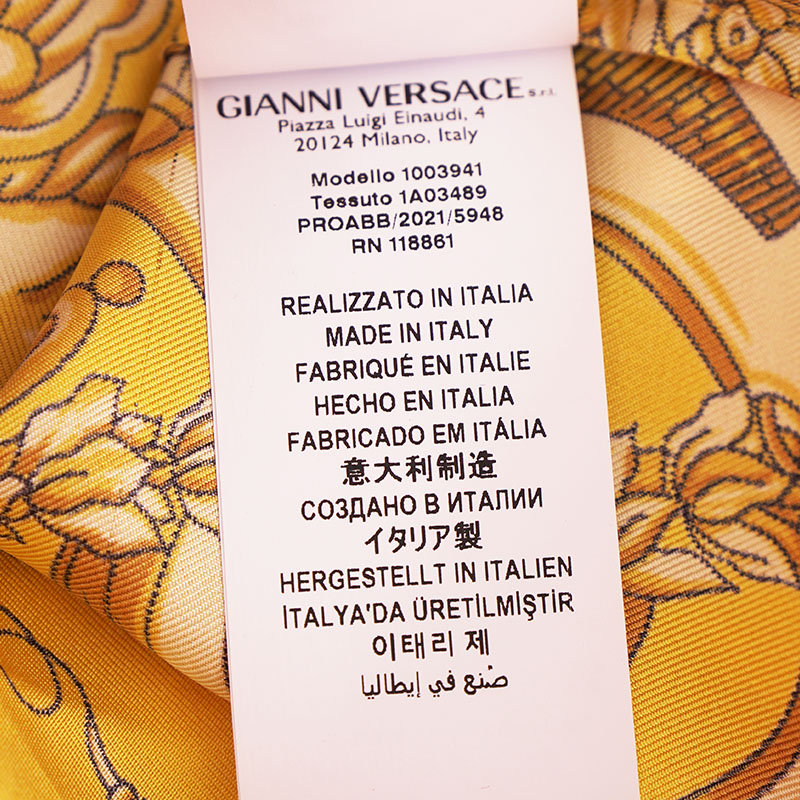 GIANNI VERSACE s.r.l.
Piazza Luigi Einaudi, 4
20124 Milano, Italy
Modello 1003941
Tessuto 1A03489
PROABB/2021/5948
RN 118861
REALIZZATO IN ITALIA
MADE IN ITALY
FABRIQUÉ EN ITALIE
HECHO EN ITALIA
FABRICADO EM ITÁLIA
意大利制造
СОЗДАНО В ИТАЛИИ
イタリア製
HERGESTELLT IN ITALIEN
İTALYA'DA ÜRETİLMİŞTİR
이태리 제
صُنع في إيطاليا